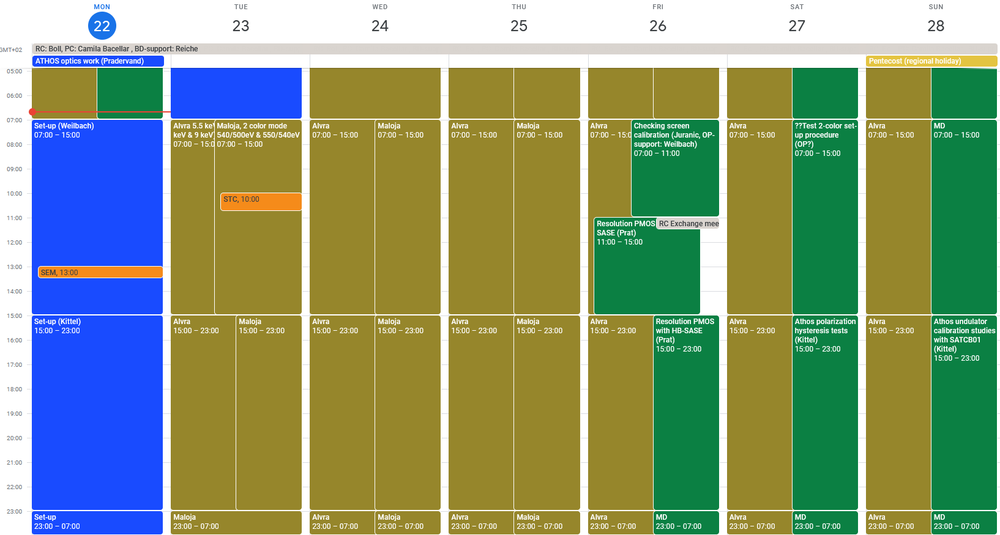 MON
22
TUE
23
WED
24
THU
25
FRI
26
SAT
27
SUN
28
GMT+02
RC: Boll, PC: Camila Bacellar , BD-support: Reiche
ATHOS optics work (Pradervand)
Pentecost (regional holiday)
05:00
06:00
07:00
08:00
09:00
10:00
11:00
12:00
13:00
14:00
15:00
16:00
17:00
18:00
19:00
20:00
21:00
22:00
23:00
Set-up (Weilbach)
07:00 – 15:00
SEM, 13:00
Set-up (Kittel)
15:00 – 23:00
Set-up
23:00 – 07:00
Alvra 5.5 keV
keV & 9 keV)
07:00 – 15:0
Maloja, 2 color mode
540/500eV & 550/540eV
07:00 – 15:00
STC, 10:00
Alvra
15:00 – 23:00
Maloja
15:00 – 23:00
Maloja
23:00 – 07:00
Alvra
07:00 – 15:00
Maloja
07:00 – 15:00
Alvra
15:00 – 23:00
Maloja
15:00 – 23:00
Alvra
23:00 – 07:00
Maloja
23:00 – 07:00
Alvra
07:00 – 15:00
Maloja
07:00 – 15:00
Alvra
15:00 – 23:00
Maloja
15:00 – 23:00
Alvra
23:00 – 07:00
Maloja
23:00 – 07:00
Alvra
07:00 – 15:0
Checking screen
calibration (Juranic, OP-
support: Weilbach)
07:00 – 11:00
Resolution PMOS
SASE (Prat)
11:00 – 15:00
RC Exchange mee
Alvra
15:00 – 23:00
Resolution PMOS
with HB-SASE
(Prat)
15:00 – 23:00
Alvra
23:00 – 07:00
MD
23:00 – 07:00
Alvra
07:00 – 15:00
??Test 2-color set-
up procedure
(OP?)
07:00 – 15:00
Alvra
15:00 – 23:00
Athos polarization
hysteresis tests
(Kittel)
15:00 – 23:00
Alvra
23:00 – 07:00
MD
23:00 – 07:00
Alvra
07:00 – 15:00
MD
07:00 – 15:00
Alvra
15:00 – 23:00
Athos undulator
calibration studies
with SATCB01
(Kittel)
15:00 – 23:00
Alvra
23:00 – 07:00
MD
23:00 – 07:00